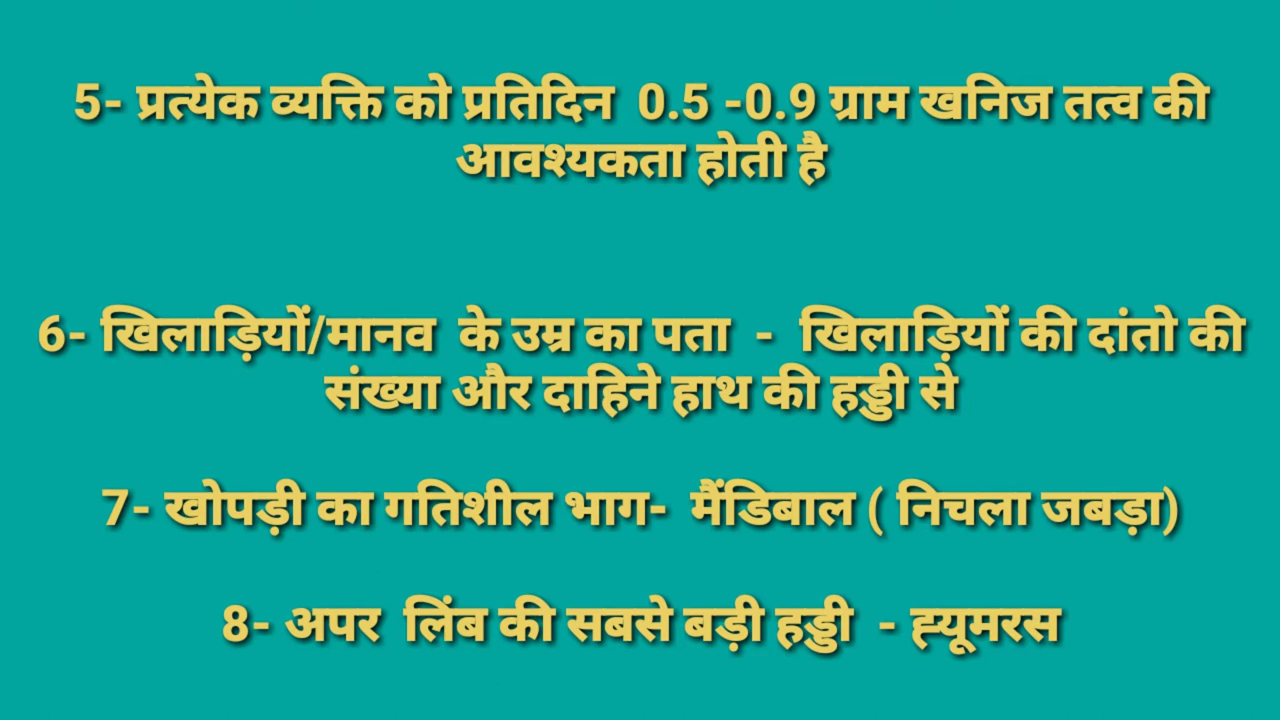 5- प्रत्येक व्यक्ति को प्रतिदिन 0.5 -0.9 ग्राम खनिज तत्व की
आवश्यकता होती है
6- खिलाड़ियों/मानव के उम्र का पता - खिलाड़ियों की दांतो की
संख्या और दाहिने हाथ की हड्डी से
7- खोपड़ी का गतिशील भाग- मैंडिबाल ( निचला जबड़ा)
8- अपर लिंब की सबसे बड़ी हड्डी - ह्यूमरस